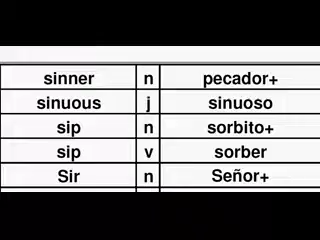 sinner n pecador+
sinuous j sinuoso
sip n sorbito+
sip v sorber
Sir n Señor+